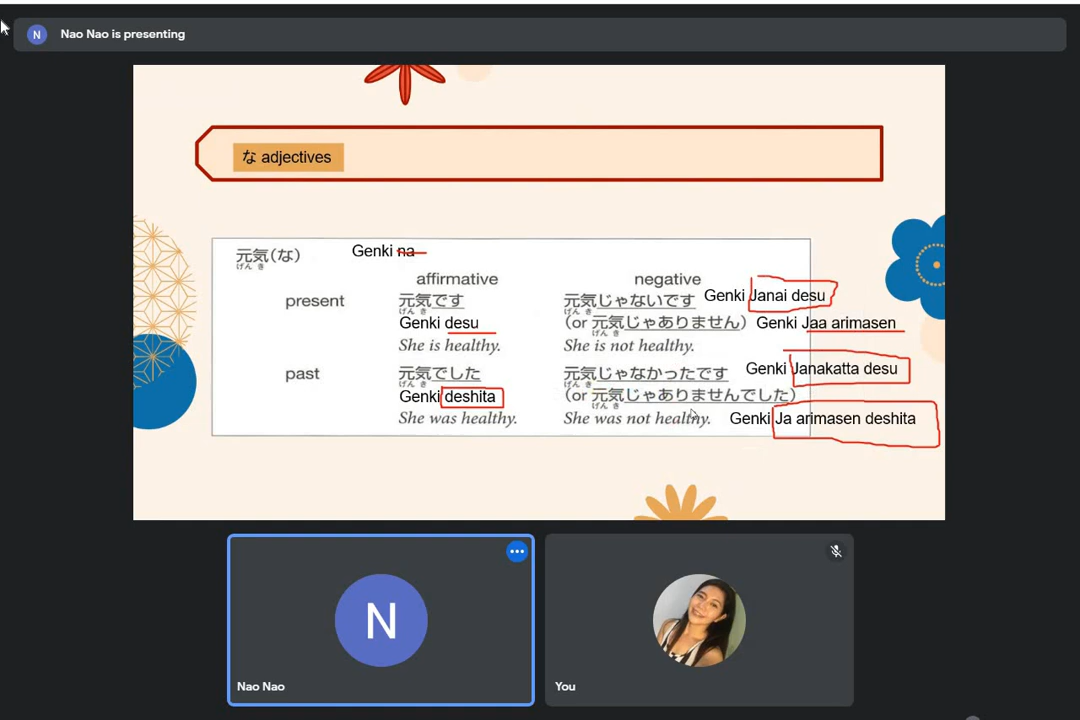 N Nao Nao is presenting
な adjectives
元気(な) Genki na
げん き
affirmative negative
present 元気です 元気じゃないです Genki Janai desu
げん き げん き
Genki desu (or 元気じゃありません) Genki Jaa arimasen
げん き
She is healthy. She is not healthy.
past 元気でした 元気じゃなかったです Genki Janakatta desu
げん き げん き
Genki deshita (or 元気じゃありませんでした)
げん き
She was healthy. She was not healthy. Genki Ja arimasen deshita
N
Nao Nao
You